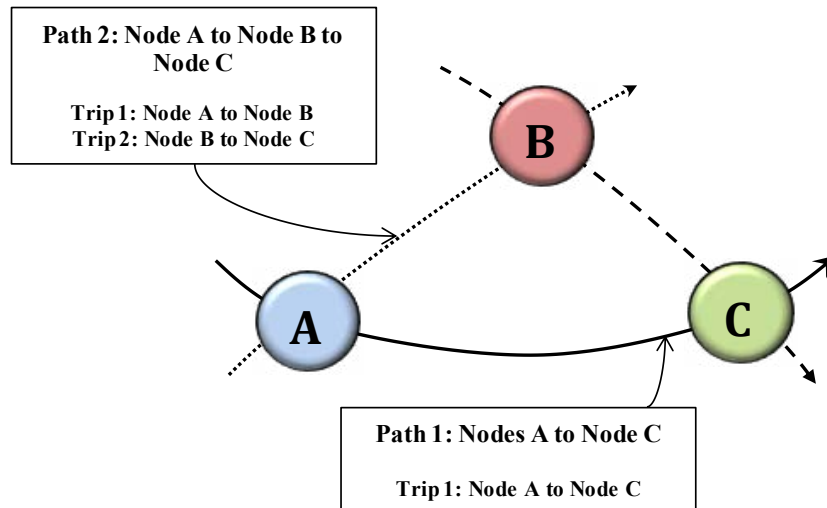 Path 2: Node A to Node B to
Node C
Trip 1: Node A to Node B
Trip 2: Node B to Node C
B
A
C
Path 1: Nodes A to Node C
Trip 1: Node A to Node C